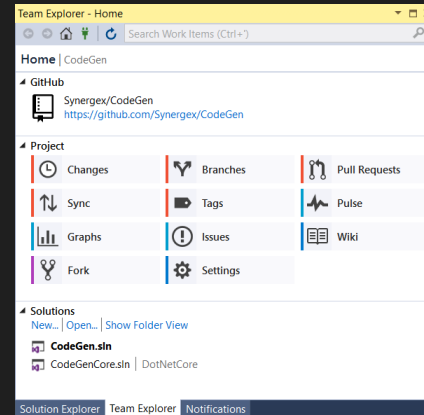 Team Explorer - Home
Search Work Items (Ctrl+')
Home | CodeGen
GitHub
Synergex/CodeGen
https://github.com/Synergex/CodeGen
Project
Changes Branches Pull Requests
Sync Tags Pulse
Graphs Issues Wiki
Fork Settings
Solutions
New... | Open... | Show Folder View
CodeGen.sln
CodeGenCore.sln | DotNetCore
Solution Explorer Team Explorer Notifications